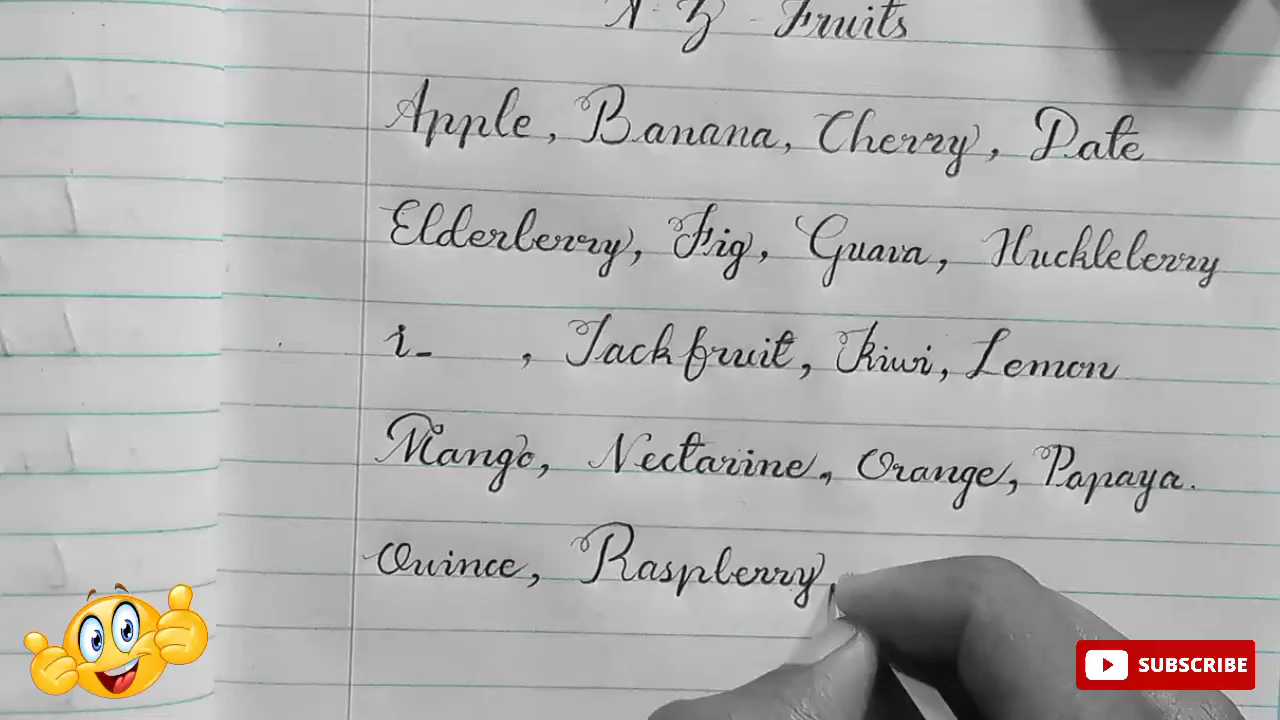 A-Z Fruits
Apple, Banana, Cherry, Date
Elderberry, Fig, Guava, Huckleberry
i- , Jackfruit, Kiwi, Lemon
Mango, Nectarine, Orange, Papaya.
Quince, Raspberry,
SUBSCRIBE